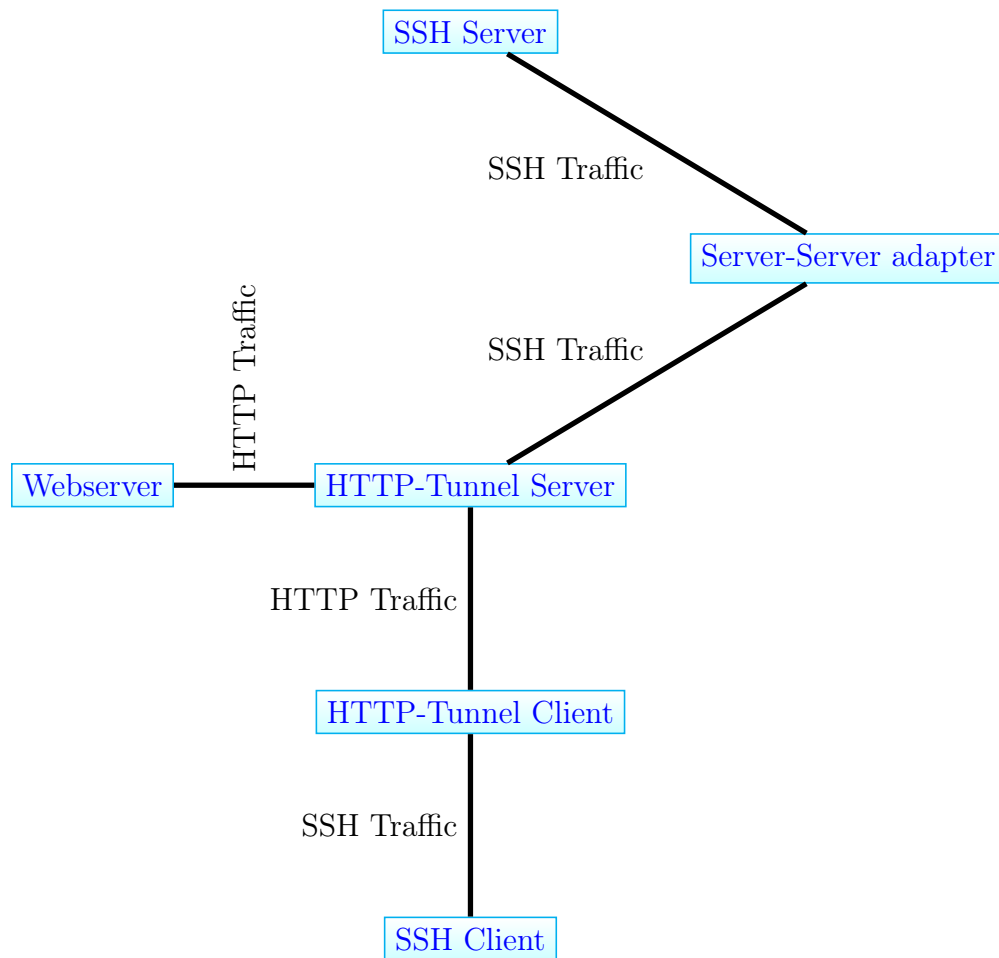 SSH Server
SSH Traffic
Server-Server adapter
SSH Traffic
HTTP Traffic
Webserver
HTTP-Tunnel Server
HTTP Traffic
HTTP-Tunnel Client
SSH Traffic
SSH Client